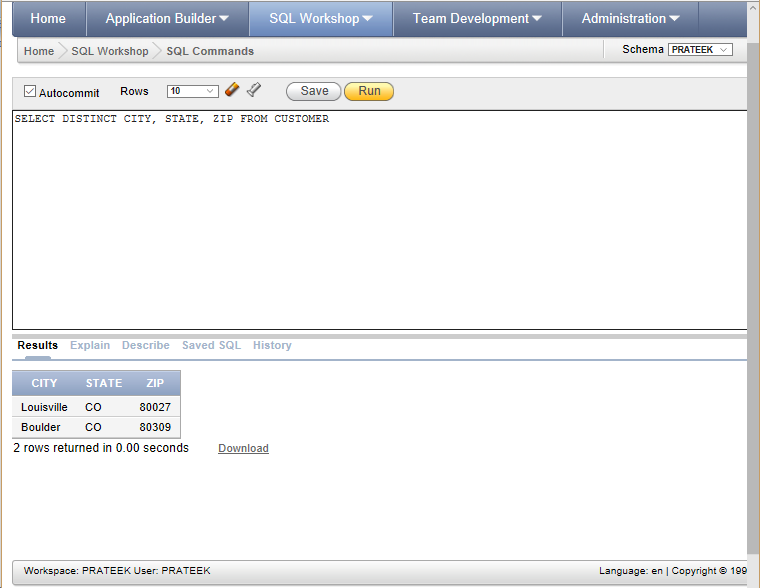 Home Application Builder SQL Workshop Team Development Administration
Home SQL Workshop SQL Commands Schema PRATEEK
Autocommit Rows 10 Save Run
SELECT DISTINCT CITY, STATE, ZIP FROM CUSTOMER
Results Explain Describe Saved SQL History
CITY STATE ZIP
Louisville CO 80027
Boulder CO 80309
2 rows returned in 0.00 seconds Download
Workspace: PRATEEK User: PRATEEK Language: en | Copyright © 199